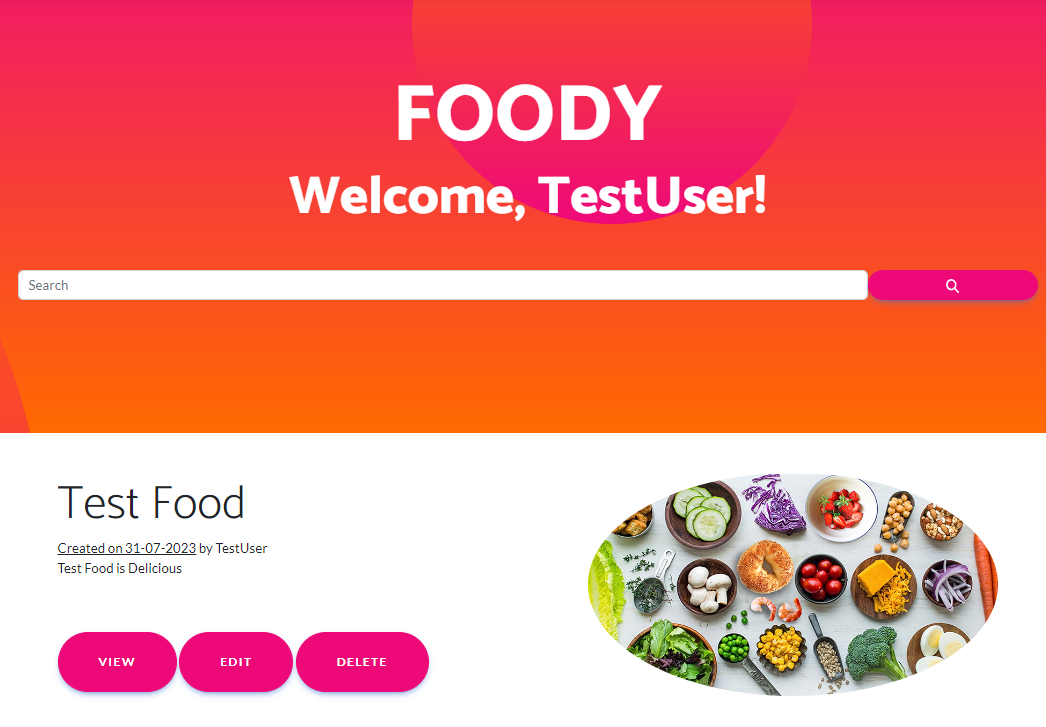 FOODY
Welcome, TestUser!
Search
Test Food
Created on 31-07-2023 by TestUser
Test Food is Delicious
VIEW EDIT DELETE